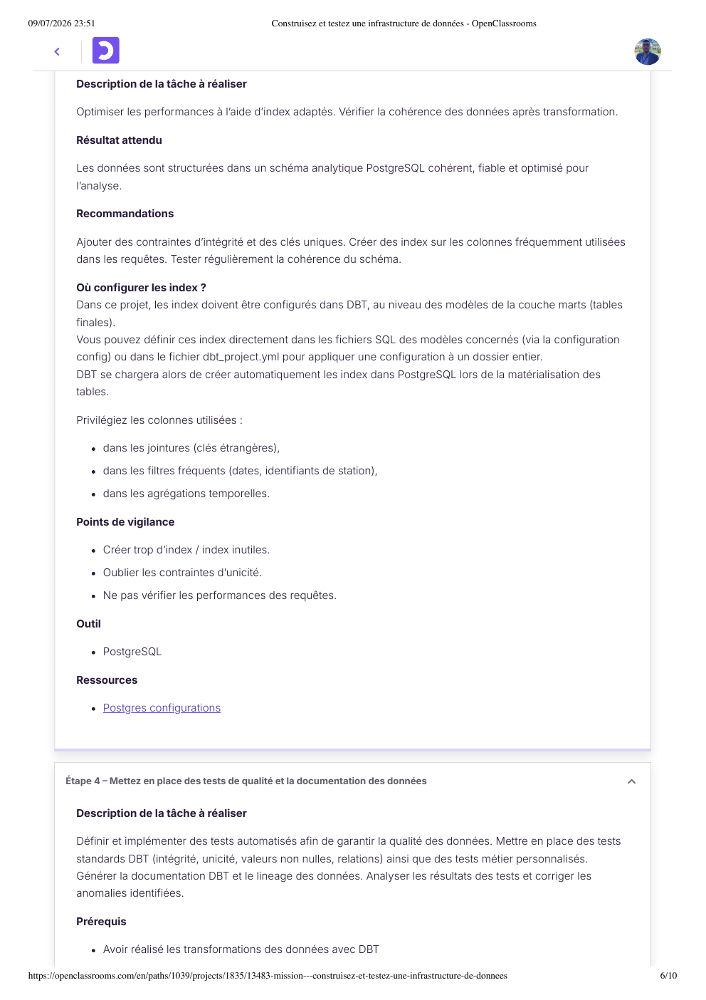 09/07/2026 23:51
Construisez et testez une infrastructure de données - OpenClassrooms
Description de la tâche à réaliser
Optimiser les performances à l’aide d’index adaptés. Vérifier la cohérence des données après transformation.
Résultat attendu
Les données sont structurées dans un schéma analytique PostgreSQL cohérent, fiable et optimisé pour
l’analyse.
Recommandations
Ajouter des contraintes d’intégrité et des clés uniques. Créer des index sur les colonnes fréquemment utilisées
dans les requêtes. Tester régulièrement la cohérence du schéma.
Où configurer les index ?
Dans ce projet, les index doivent être configurés dans DBT, au niveau des modèles de la couche marts (tables
finales).
Vous pouvez définir ces index directement dans les fichiers SQL des modèles concernés (via la configuration
config) ou dans le fichier dbt_project.yml pour appliquer une configuration à un dossier entier.
DBT se chargera alors de créer automatiquement les index dans PostgreSQL lors de la matérialisation des
tables.
Privilégiez les colonnes utilisées :
• dans les jointures (clés étrangères),
• dans les filtres fréquents (dates, identifiants de station),
• dans les agrégations temporelles.
Points de vigilance
• Créer trop d’index / index inutiles.
• Oublier les contraintes d’unicité.
• Ne pas vérifier les performances des requêtes.
Outil
• PostgreSQL
Ressources
• Postgres configurations
Étape 4 – Mettez en place des tests de qualité et la documentation des données
Description de la tâche à réaliser
Définir et implémenter des tests automatisés afin de garantir la qualité des données. Mettre en place des tests
standards DBT (intégrité, unicité, valeurs non nulles, relations) ainsi que des tests métier personnalisés.
Générer la documentation DBT et le lineage des données. Analyser les résultats des tests et corriger les
anomalies identifiées.
Prérequis
• Avoir réalisé les transformations des données avec DBT
https://openclassrooms.com/en/paths/1039/projects/1835/13483-mission---construisez-et-testez-une-infrastructure-de-donnees
6/10